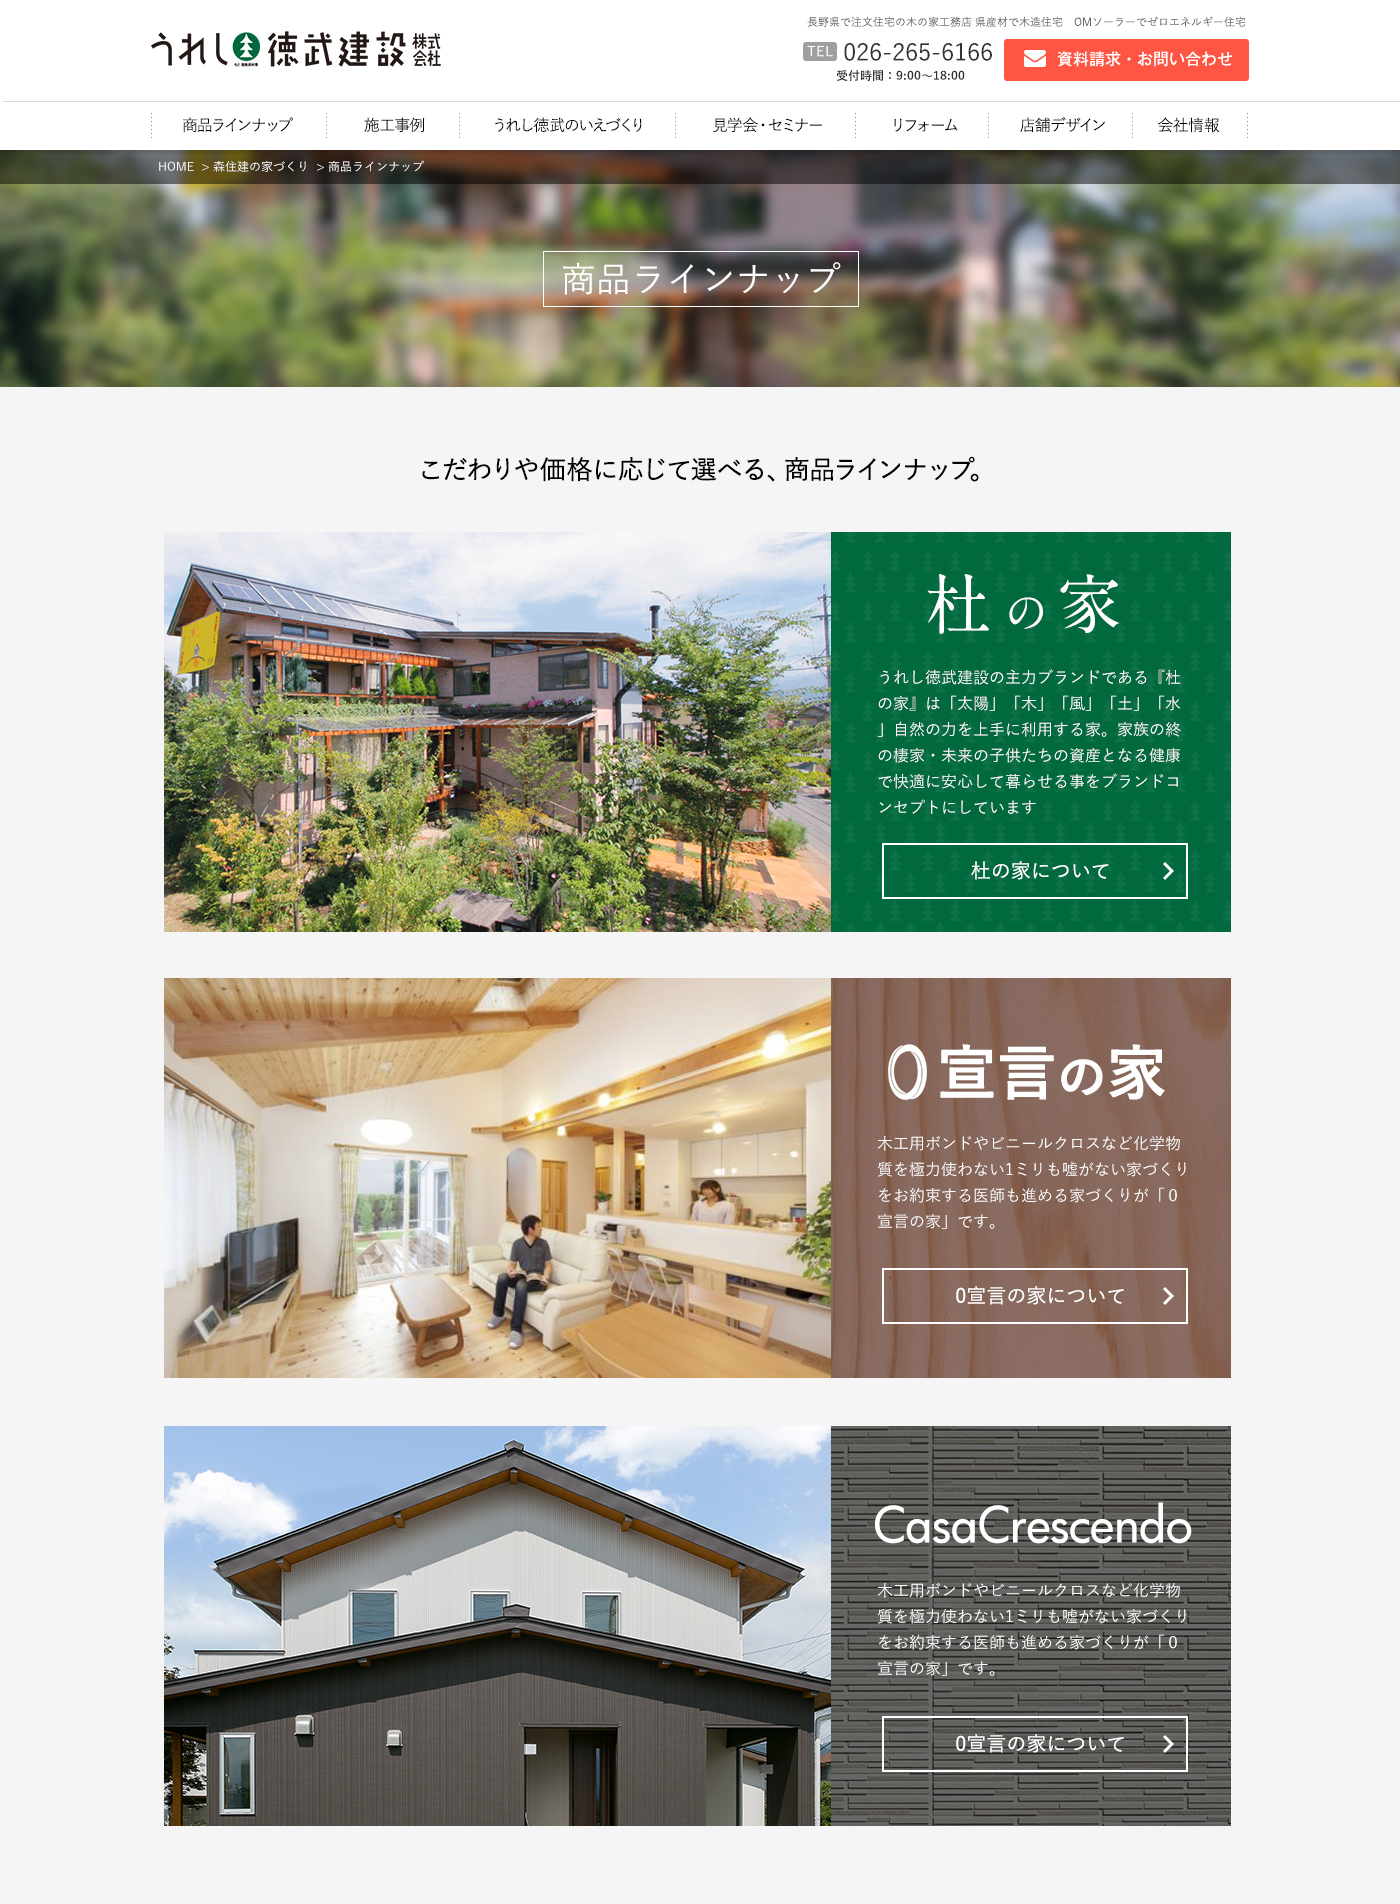 長野県で注文住宅の木の家工務店 県産材で木造住宅　OMソーラーでゼロエネルギー住宅
うれし 徳武建設 株式会社
TEL 026-265-6166
受付時間：9:00〜18:00
資料請求・お問い合わせ
商品ラインナップ 施工事例 うれし徳武のいえづくり 見学会・セミナー リフォーム 店舗デザイン 会社情報
HOME ＞森住建の家づくり ＞商品ラインナップ
商品ラインナップ
こだわりや価格に応じて選べる、商品ラインナップ。
杜の家
うれし徳武建設の主力ブランドである『杜
の家』は「太陽」「木」「風」「土」「水
」自然の力を上手に利用する家。家族の終
の棲家・未来の子供たちの資産となる健康
で快適に安心して暮らせる事をブランドコ
ンセプトにしています
杜の家について
0宣言の家
木工用ボンドやビニールクロスなど化学物
質を極力使わない1ミリも嘘がない家づくり
をお約束する医師も進める家づくりが「０
宣言の家」です。
0宣言の家について
CasaCrescendo
木工用ボンドやビニールクロスなど化学物
質を極力使わない1ミリも嘘がない家づくり
をお約束する医師も進める家づくりが「０
宣言の家」です。
0宣言の家について